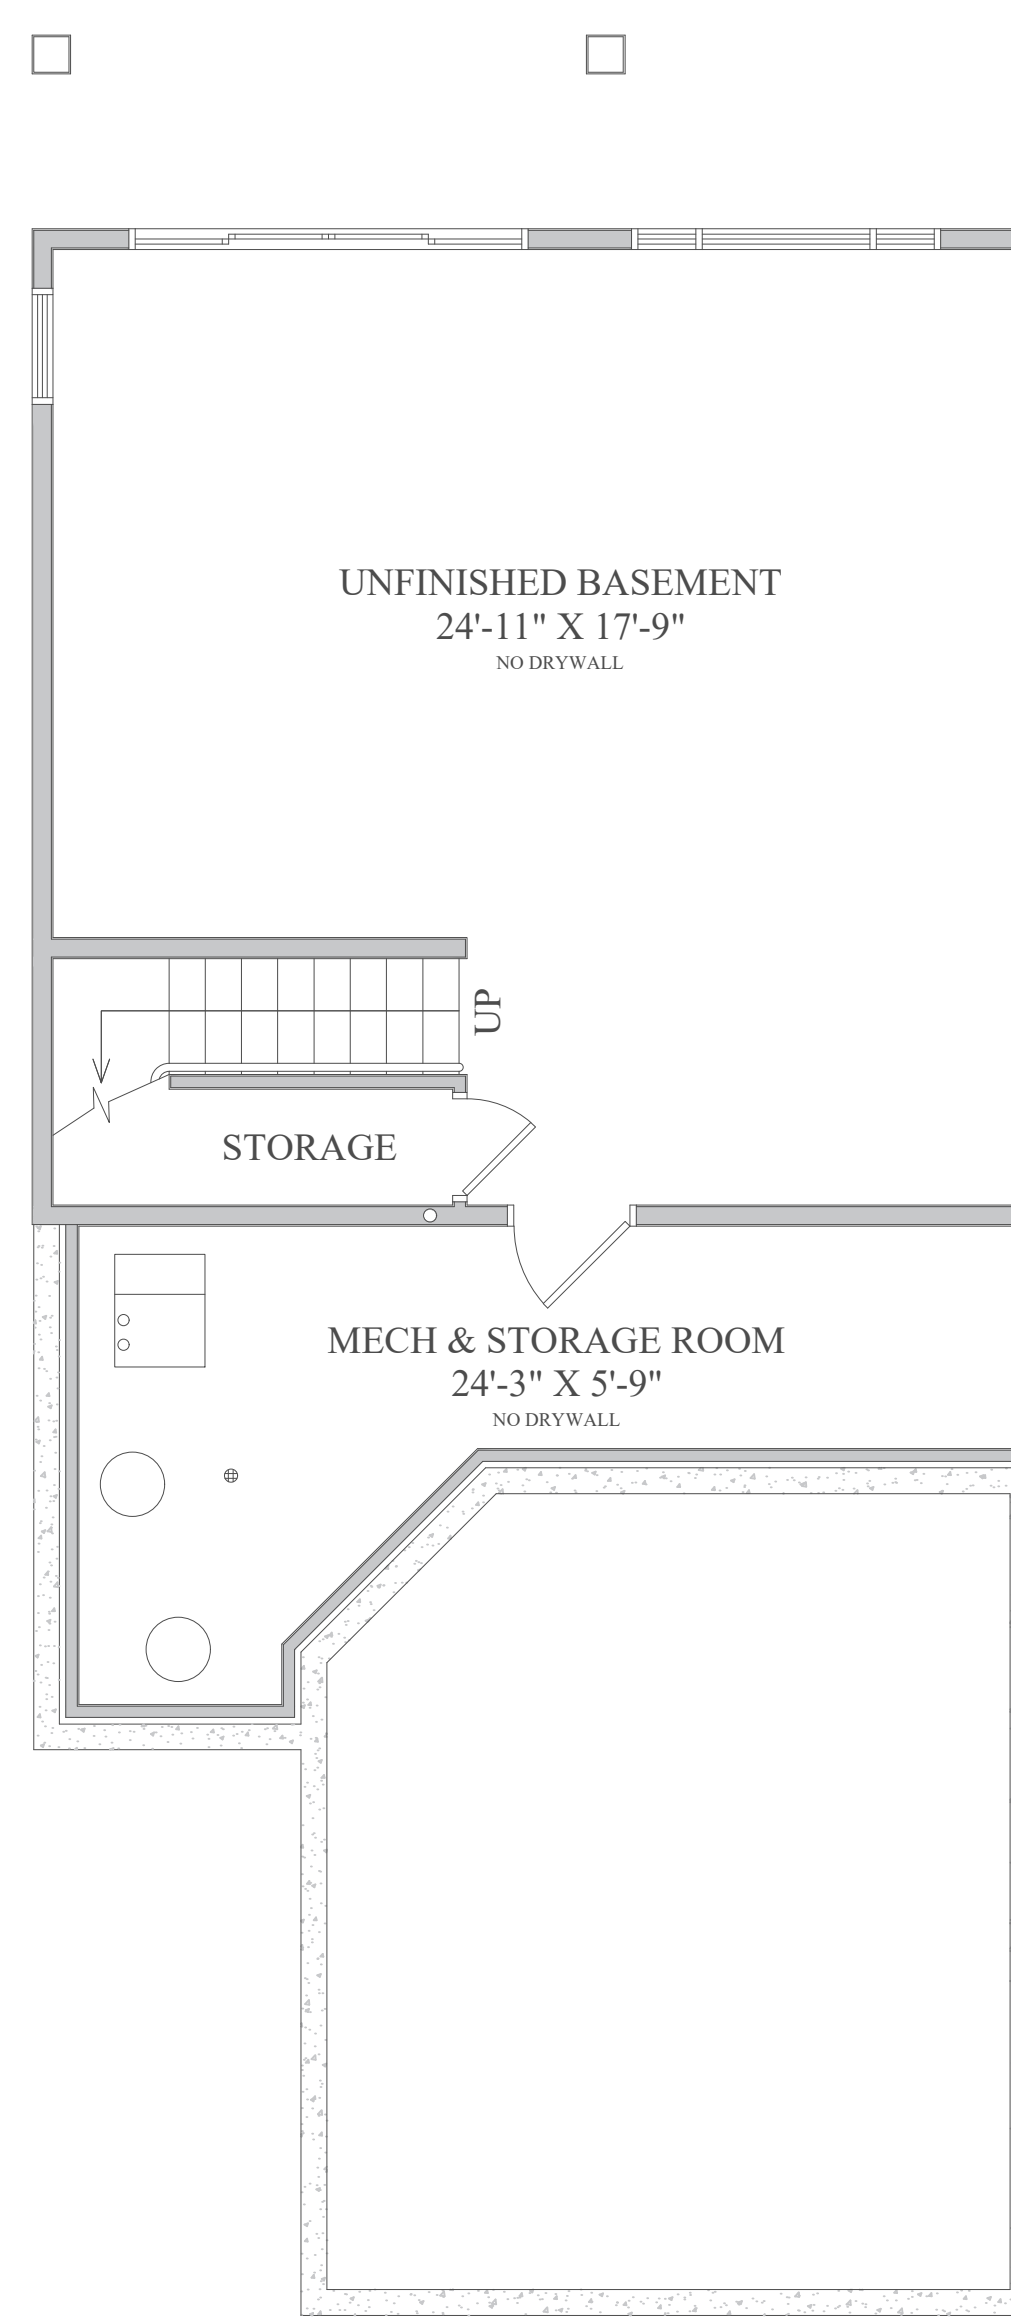 UNFINISHED BASEMENT
24'-11" X 17'-9"
NO DRYWALL
UP
STORAGE
MECH & STORAGE ROOM
24'-3" X 5'-9"
NO DRYWALL